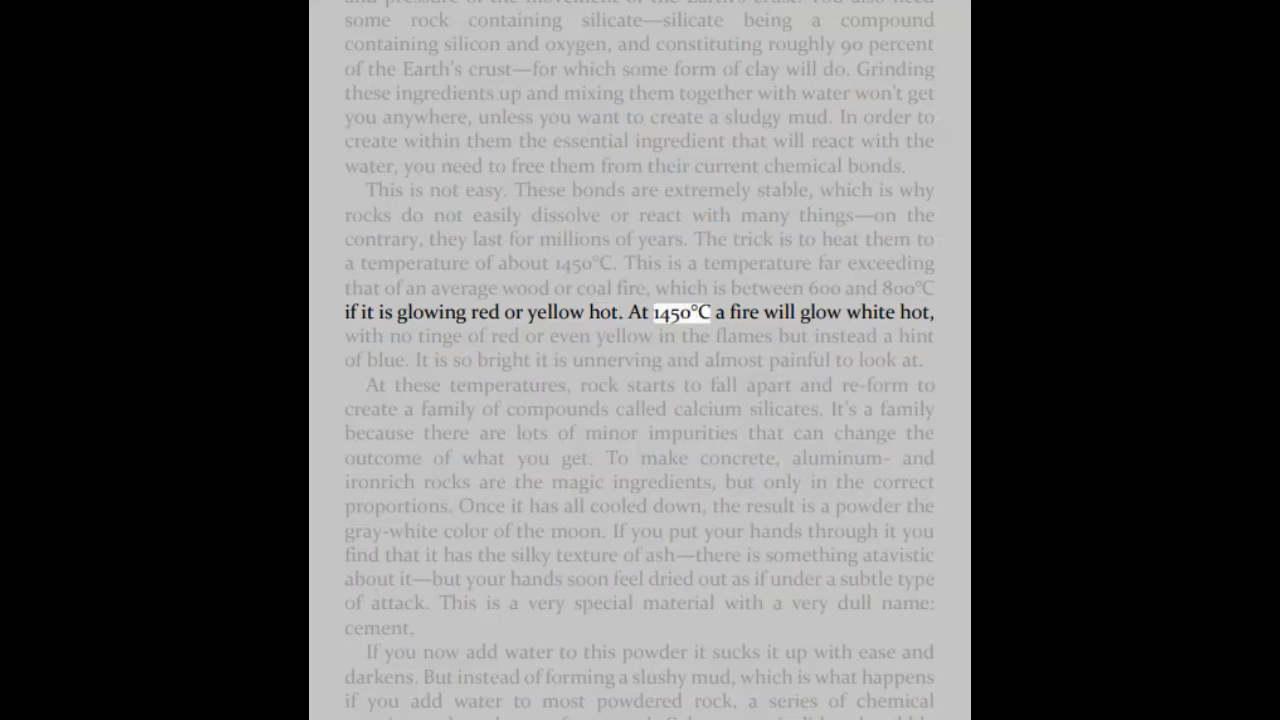 and pressure of the movement of the Earth's crust. You also need
some rock containing silicate—silicate being a compound
containing silicon and oxygen, and constituting roughly 90 percent
of the Earth's crust—for which some form of clay will do. Grinding
these ingredients up and mixing them together with water won't get
you anywhere, unless you want to create a sludgy mud. In order to
create within them the essential ingredient that will react with the
water, you need to free them from their current chemical bonds.
This is not easy. These bonds are extremely stable, which is why
rocks do not easily dissolve or react with many things—on the
contrary, they last for millions of years. The trick is to heat them to
a temperature of about 1450°C. This is a temperature far exceeding
that of an average wood or coal fire, which is between 600 and 800°C
if it is glowing red or yellow hot. At 1450°C a fire will glow white hot,
with no tinge of red or even yellow in the flames but instead a hint
of blue. It is so bright it is unnerving and almost painful to look at.
At these temperatures, rock starts to fall apart and re-form to
create a family of compounds called calcium silicates. It's a family
because there are lots of minor impurities that can change the
outcome of what you get. To make concrete, aluminum- and
ironrich rocks are the magic ingredients, but only in the correct
proportions. Once it has all cooled down, the result is a powder the
gray-white color of the moon. If you put your hands through it you
find that it has the silky texture of ash—there is something atavistic
about it—but your hands soon feel dried out as if under a subtle type
of attack. This is a very special material with a very dull name:
cement.
If you now add water to this powder it sucks it up with ease and
darkens. But instead of forming a slushy mud, which is what happens
if you add water to most powdered rock, a series of chemical